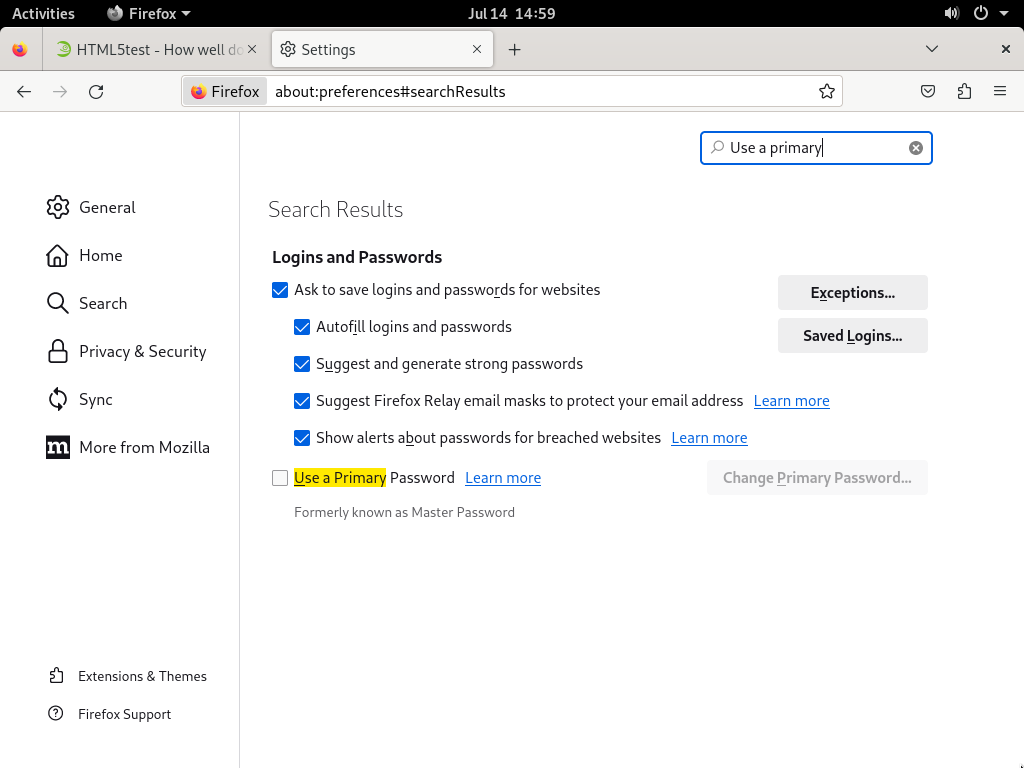 Activities Firefox Jul 14 14:59
HTML5test - How well do Settings
Firefox about:preferences#searchResults
Use a primary
General
Home
Search
Privacy & Security
Sync
More from Mozilla
Extensions & Themes
Firefox Support
Search Results
Logins and Passwords
Ask to save logins and passwords for websites Exceptions...
Autofill logins and passwords Saved Logins...
Suggest and generate strong passwords
Suggest Firefox Relay email masks to protect your email address Learn more
Show alerts about passwords for breached websites Learn more
Use a Primary Password Learn more Change Primary Password...
Formerly known as Master Password